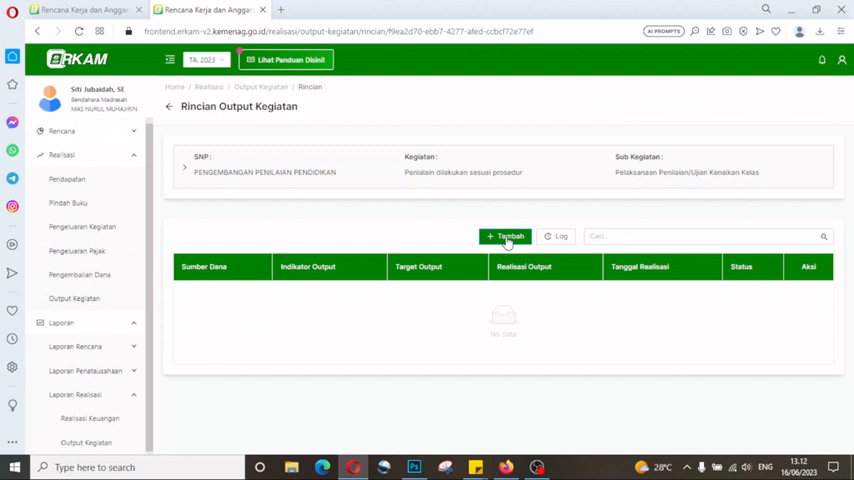 Rencana Kerja dan Anggar
Rencana Kerja dan Anggar
frontend.erkam-v2.kemenag.go.id/realisasi/output-kegiatan/rincian/f9ea2d70-ebb7-4277-afed-ccbcf72e77ef
AI PROMPTS
ERKAM
TA. 2023
Lihat Panduan Disini!
Siti Jubaidah, SE
Bendahara Madrasah
MAS NURUL MUHAJIRIN
Home / Realisasi / Output Kegiatan / Rincian
Rincian Output Kegiatan
Rencana
Realisasi
Pendapatan
Pindah Buku
Pengeluaran Kegiatan
Pengeluaran Pajak
Pengembalian Dana
Output Kegiatan
Laporan
Laporan Rencana
Laporan Penatausahaan
Laporan Realisasi
Realisasi Keuangan
Output Kegiatan
SNP :
PENGEMBANGAN PENILAIAN PENDIDIKAN
Kegiatan :
Penialain dilakukan sesuai prosedur
Sub Kegiatan :
Pelaksanaan Penilaian/Ujian Kenaikan Kelas
+ Tambah
Log
Cari...
Sumber Dana
Indikator Output
Target Output
Realisasi Output
Tanggal Realisasi
Status
Aksi
No data
Type here to search
Ps
28°C
ENG
13.12
16/06/2023